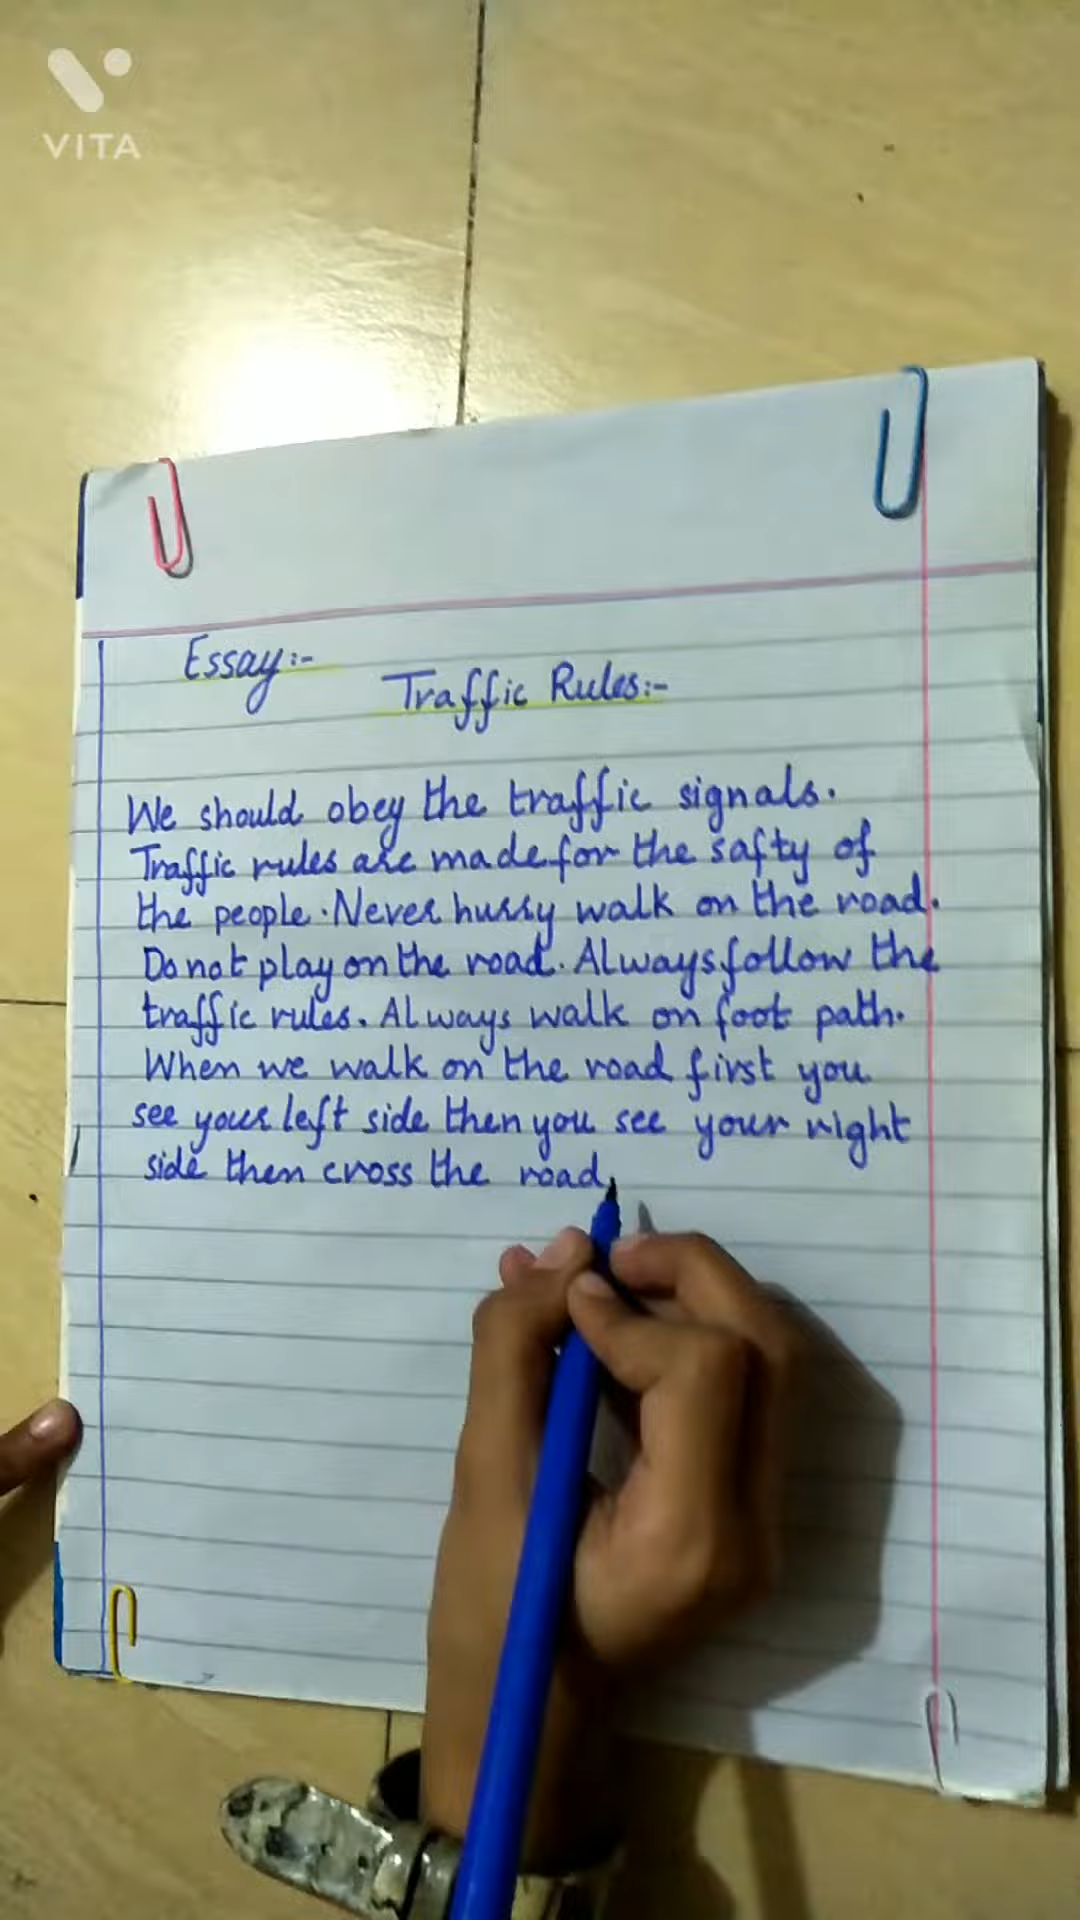 VITA
Essay:-
Traffic Rules:-
We should obey the traffic signals.
Traffic rules are made for the safty of
the people. Never hurry walk on the road.
Do not play on the road. Always follow the
traffic rules. Always walk on foot path.
When we walk on the road first you
see your left side then you see your right
side then cross the road.